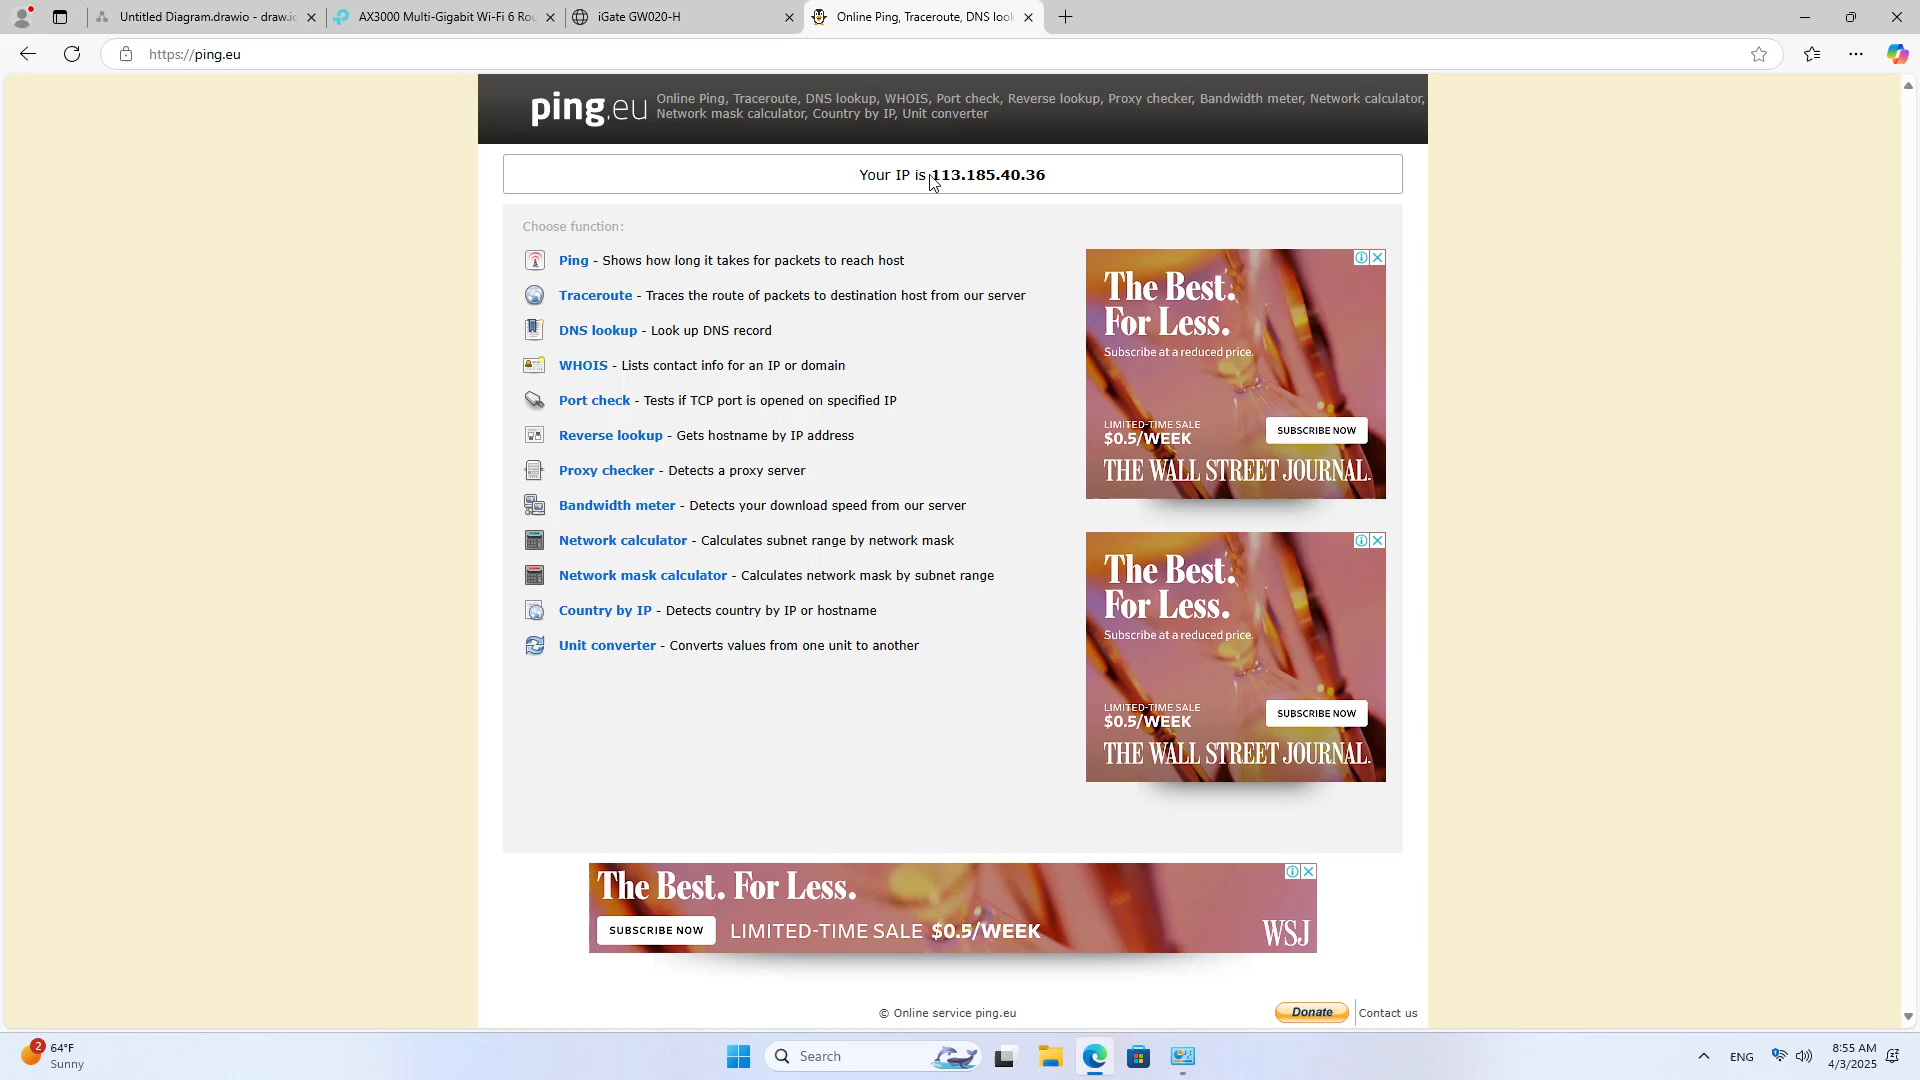 Untitled Diagram.drawio - draw.io
AX3000 Multi-Gigabit Wi-Fi 6 Rou
iGate GW020-H
Online Ping, Traceroute, DNS look
https://ping.eu
ping.eu
Online Ping, Traceroute, DNS lookup, WHOIS, Port check, Reverse lookup, Proxy checker, Bandwidth meter, Network calculator,
Network mask calculator, Country by IP, Unit converter
Your IP is 113.185.40.36
Choose function:
Ping - Shows how long it takes for packets to reach host
Traceroute - Traces the route of packets to destination host from our server
DNS lookup - Look up DNS record
WHOIS - Lists contact info for an IP or domain
Port check - Tests if TCP port is opened on specified IP
Reverse lookup - Gets hostname by IP address
Proxy checker - Detects a proxy server
Bandwidth meter - Detects your download speed from our server
Network calculator - Calculates subnet range by network mask
Network mask calculator - Calculates network mask by subnet range
Country by IP - Detects country by IP or hostname
Unit converter - Converts values from one unit to another
The Best.
For Less.
Subscribe at a reduced price.
LIMITED-TIME SALE
$0.5/WEEK
SUBSCRIBE NOW
THE WALL STREET JOURNAL.
The Best.
For Less.
Subscribe at a reduced price.
LIMITED-TIME SALE
$0.5/WEEK
SUBSCRIBE NOW
THE WALL STREET JOURNAL.
The Best. For Less.
SUBSCRIBE NOW
LIMITED-TIME SALE $0.5/WEEK
WSJ
© Online service ping.eu
Donate
Contact us
2
64°F
Sunny
Search
ENG
8:55 AM
4/3/2025